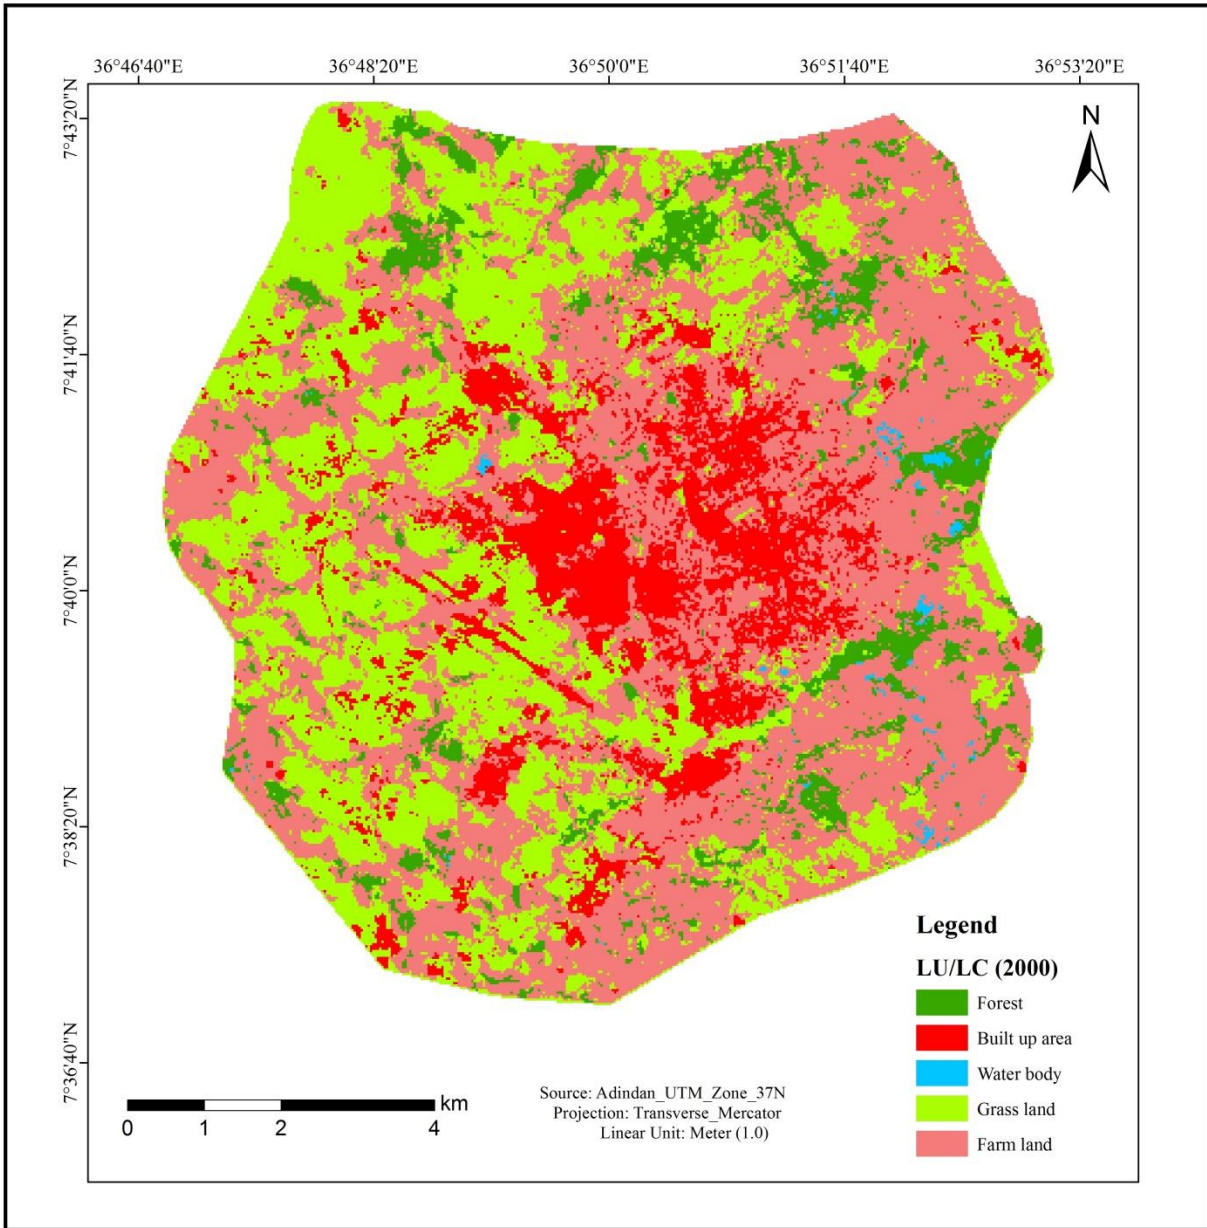 36°46'40"E 36°48'20"E 36°50'0"E 36°51'40"E 36°53'20"E
7°43'20"N
N
7°41'40"N
7°40'0"N
7°38'20"N
7°36'40"N
Legend
LU/LC (2000)
Forest
Built up area
Water body
Grass land
Farm land
km
0 1 2 4
Source: Adindan_UTM_Zone_37N
Projection: Transverse_Mercator
Linear Unit: Meter (1.0)